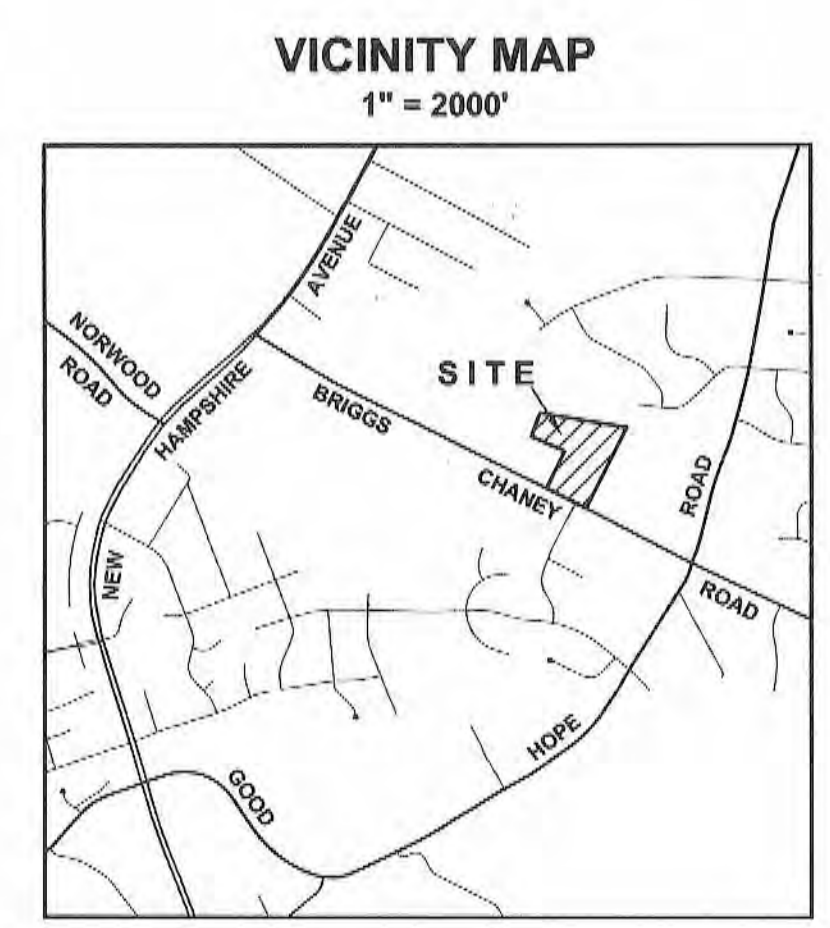 VICINITY MAP
1" = 2000'
AVENUE
NORWOOD
ROAD
HAMPSHIRE
NEW
BRIGGS
CHANEY
ROAD
SITE
ROAD
HOPE
GOOD